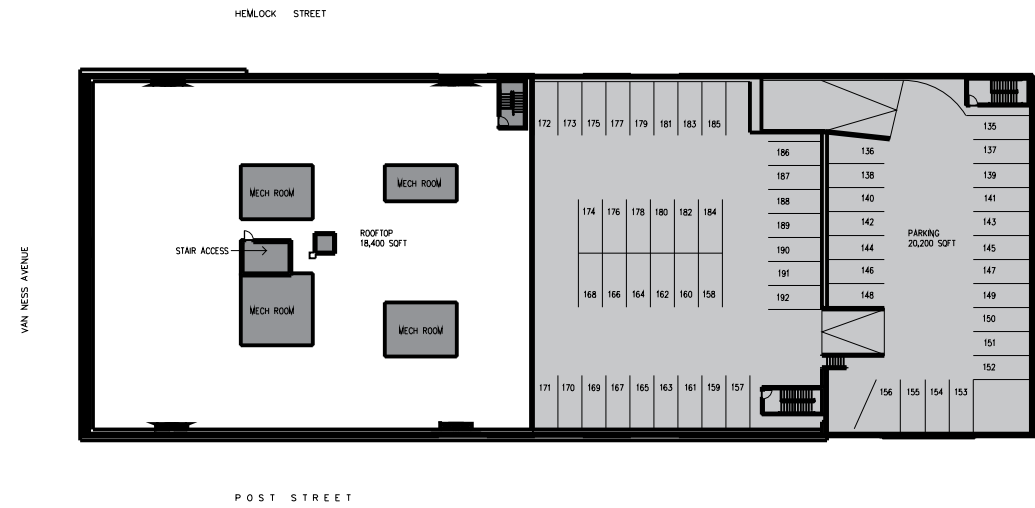 HEMLOCK STREET
172 173 175 177 179 181 183 185
135
186
136
137
187
138
139
188
140
141
174 176 178 180 182 184
189
142
143
MECH ROOM
MECH ROOM
ROOFTOP
18,400 SQFT
PARKING
20,200 SQFT
STAIR ACCESS
190
144
145
191
146
147
168 166 164 162 160 158
192
148
149
MECH ROOM
MECH ROOM
150
151
152
171 170 169 167 165 163 161 159 157
156 155 154 153
VAN NESS AVENUE
POST STREET